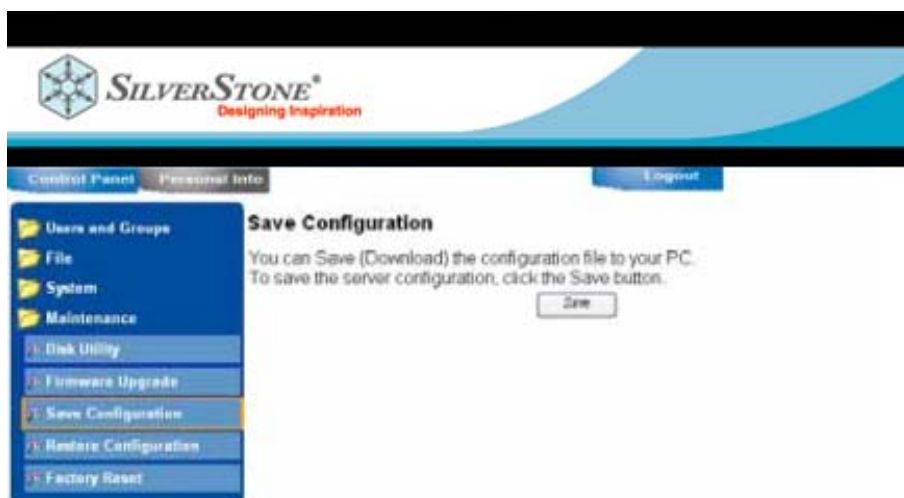 SILVERSTONE®
Designing Inspiration
Control Panel
Personal Info
Logout
Users and Groups
File
System
Maintenance
Disk Utility
Firmware Upgrade
Save Configuration
Restore Configuration
Factory Reset
Save Configuration
You can Save (Download) the configuration file to your PC.
To save the server configuration, click the Save button.
Save